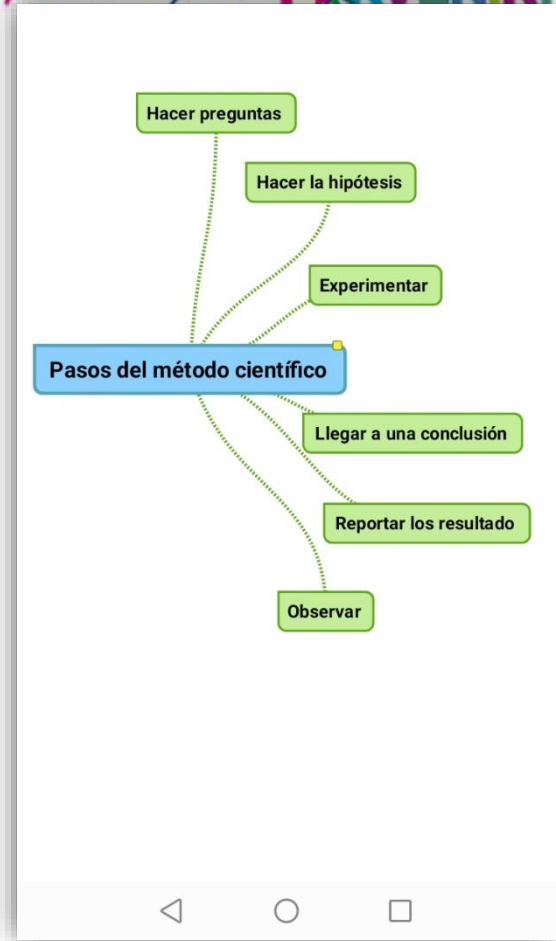 Hacer preguntas
Hacer la hipótesis
Experimentar
Pasos del método científico
Llegar a una conclusión
Reportar los resultado
Observar